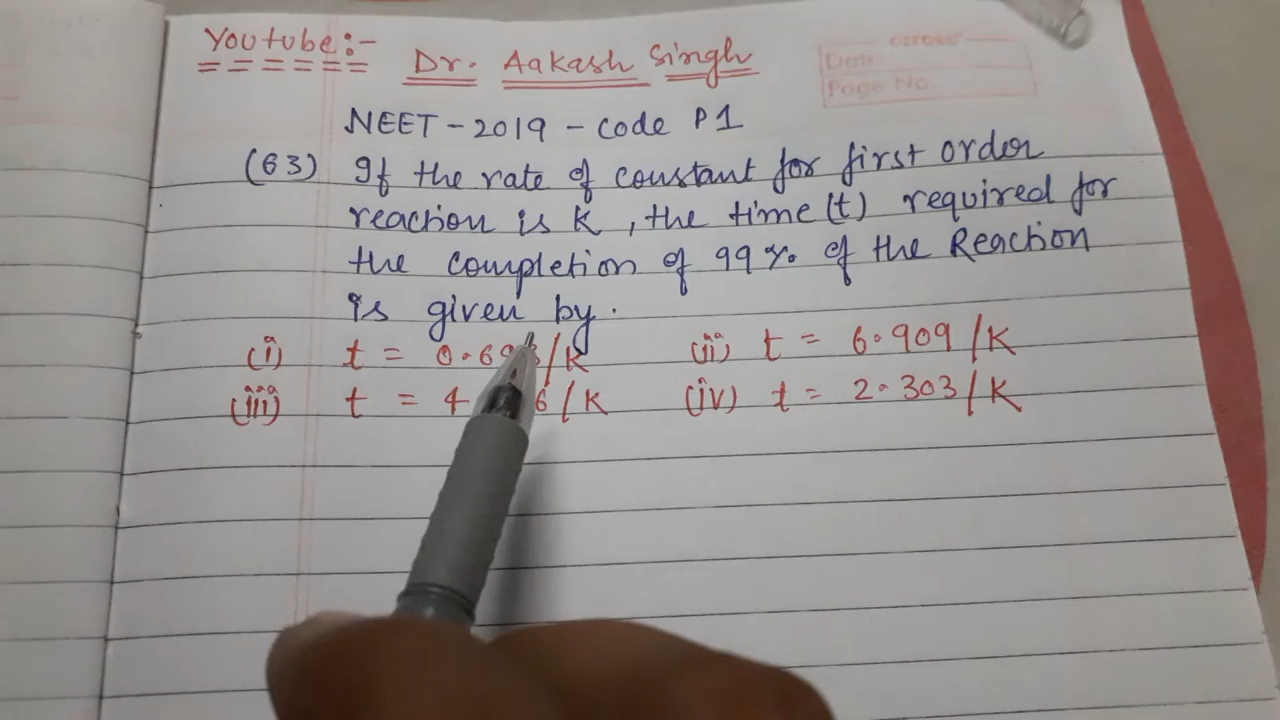 Youtube:-
Dr. Aakash Singh
Date
Page No.
NEET - 2019 - code P1
(63) If the rate of constant for first order
reaction is K, the time (t) required for
the completion of 99%. of the Reaction
is given by.
(i) t = /K (ii) t = 6.909/K
(iii) t = /K (iv) t = 2.303/K